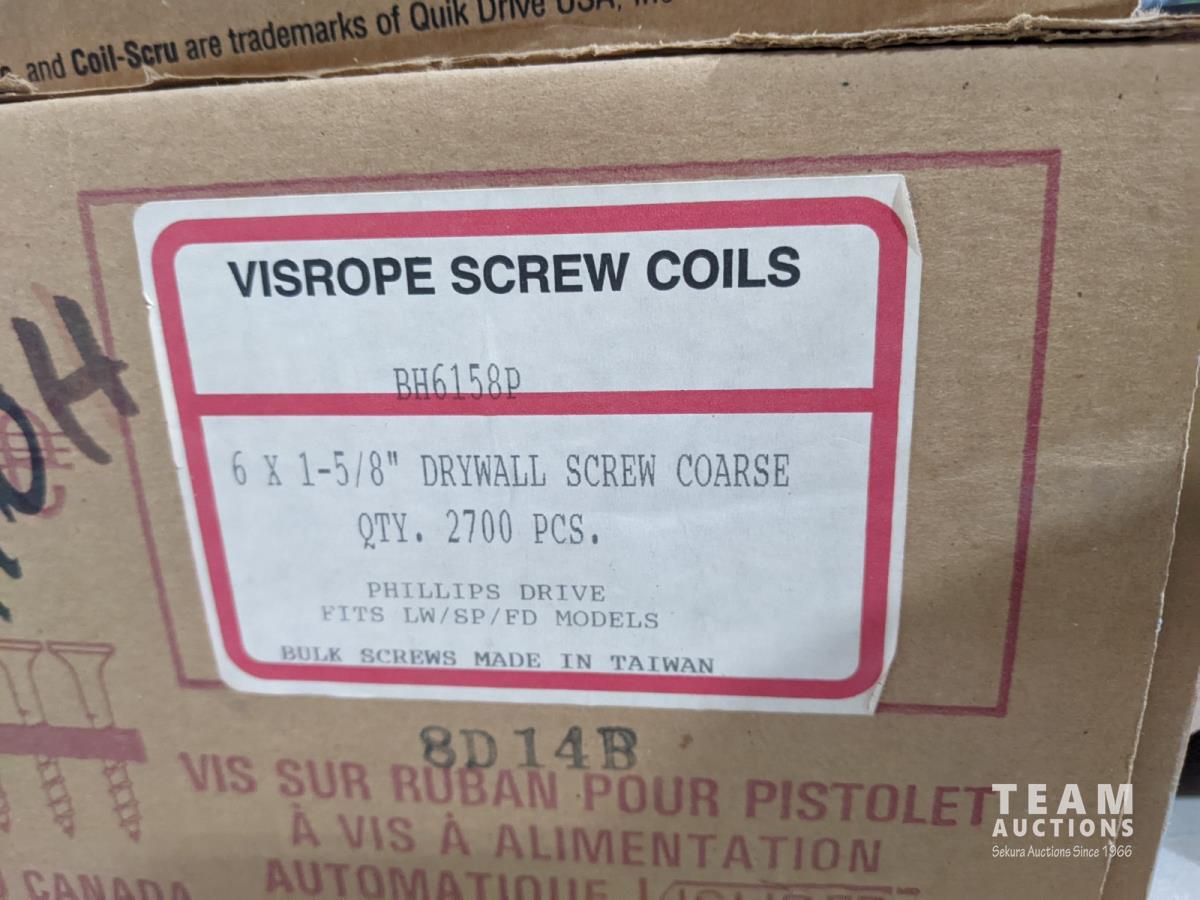 and Coil-Scru are trademarks of Quik Drive USA,
VISROPE SCREW COILS
BH6158P
6 X 1-5/8" DRYWALL SCREW COARSE
QTY. 2700 PCS.
PHILLIPS DRIVE
FITS LW/SP/FD MODELS
BULK SCREWS MADE IN TAIWAN
8D14B
VIS SUR RUBAN POUR PISTOLET
À VIS À ALIMENTATION
CANADA AUTOMATIQUE
TEAM
AUCTIONS
Sekura Auctions Since 1966